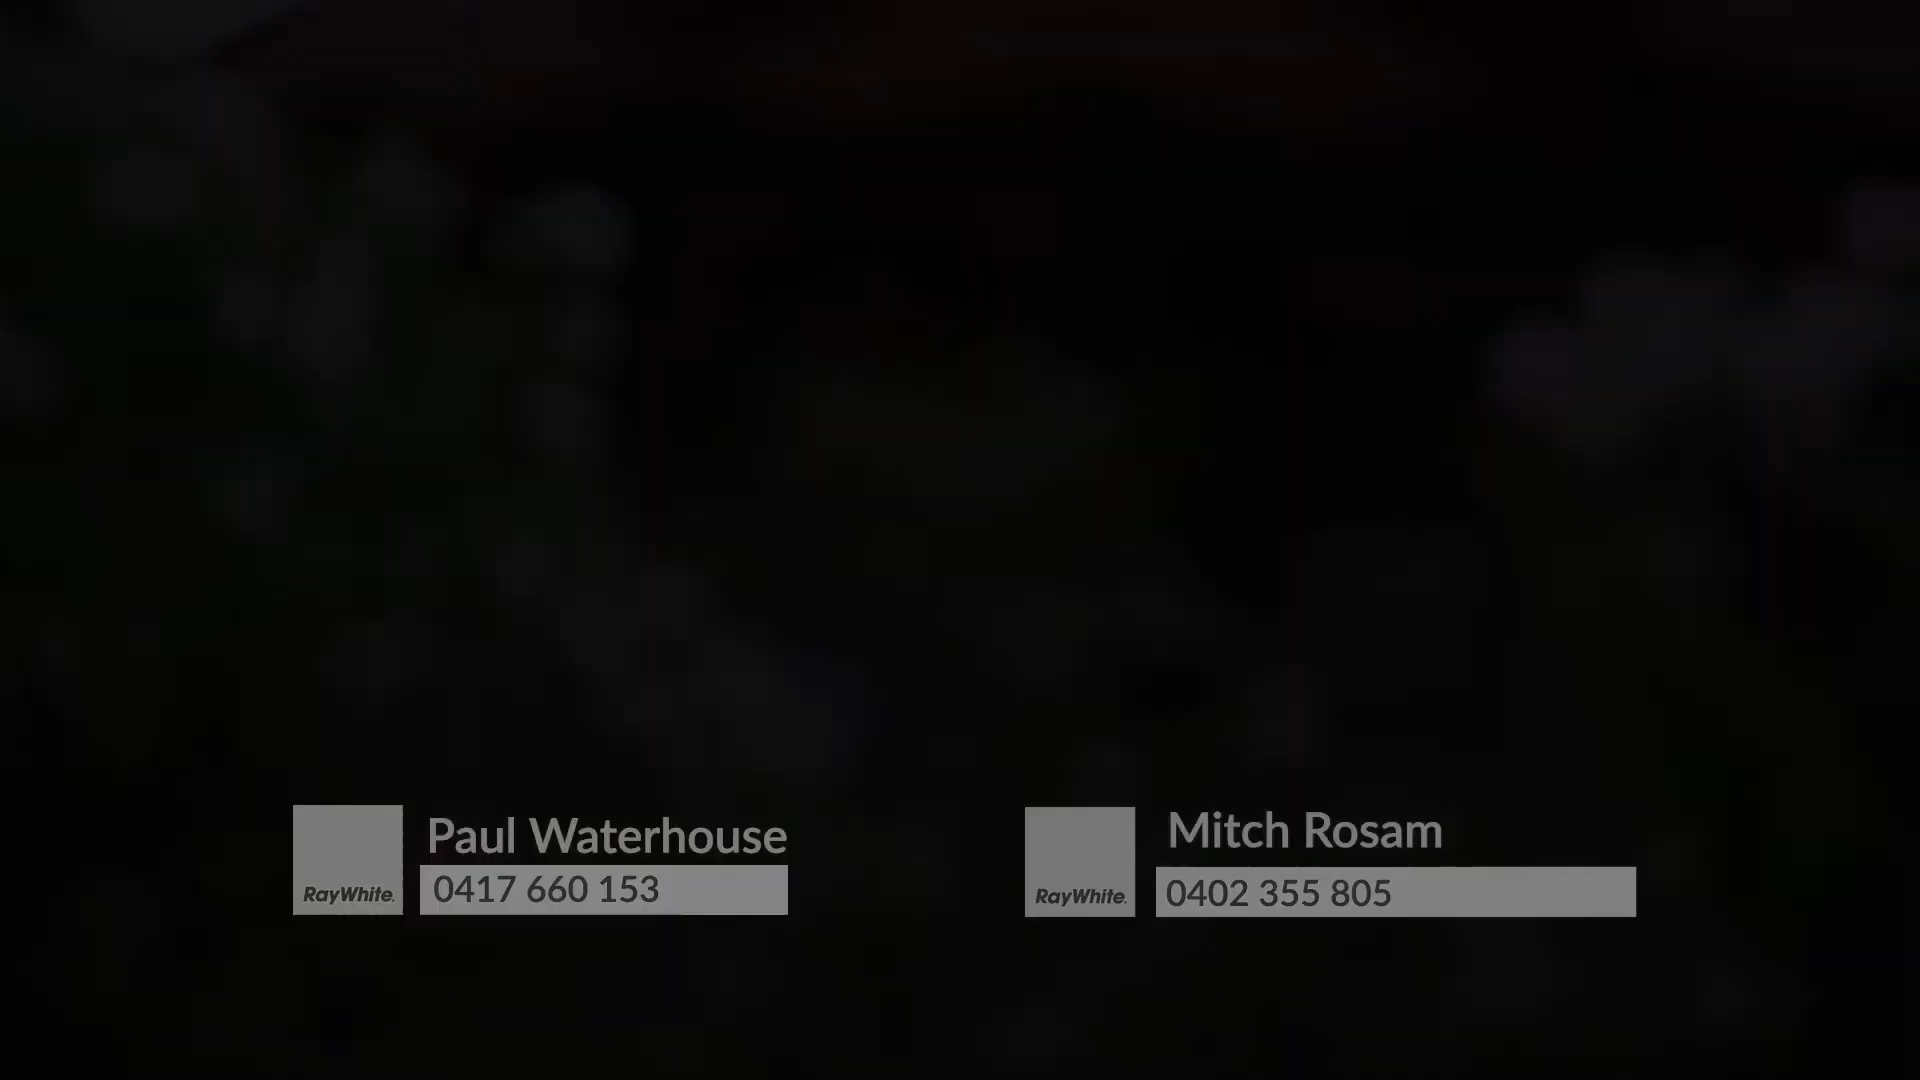 Paul Waterhouse
RayWhite.
0417 660 153
Mitch Rosam
RayWhite.
0402 355 805